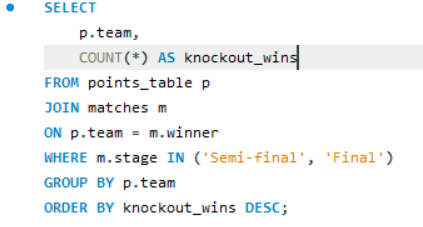 SELECT
p.team,
COUNT(*) AS knockout_wins
FROM points_table p
JOIN matches m
ON p.team = m.winner
WHERE m.stage IN ('Semi-final', 'Final')
GROUP BY p.team
ORDER BY knockout_wins DESC;